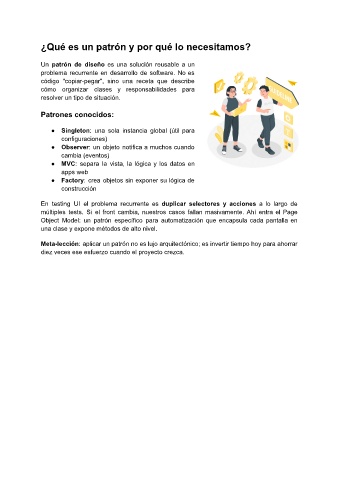 ¿Qué es un patrón y por qué lo necesitamos?
Un patrón de diseño es una solución reusable a un
problema recurrente en desarrollo de software. No es
código "copiar-pegar", sino una receta que describe
cómo organizar clases y responsabilidades para
resolver un tipo de situación.
Patrones conocidos:
● Singleton: una sola instancia global (útil para
configuraciones)
● Observer: un objeto notifica a muchos cuando
cambia (eventos)
● MVC: separa la vista, la lógica y los datos en
apps web
● Factory: crea objetos sin exponer su lógica de
construcción
En testing UI el problema recurrente es duplicar selectores y acciones a lo largo de
múltiples tests. Si el front cambia, nuestros casos fallan masivamente. Ahí entra el Page
Object Model: un patrón específico para automatización que encapsula cada pantalla en
una clase y expone métodos de alto nivel.
Meta-lección: aplicar un patrón no es lujo arquitectónico; es invertir tiempo hoy para ahorrar
diez veces ese esfuerzo cuando el proyecto crezca.